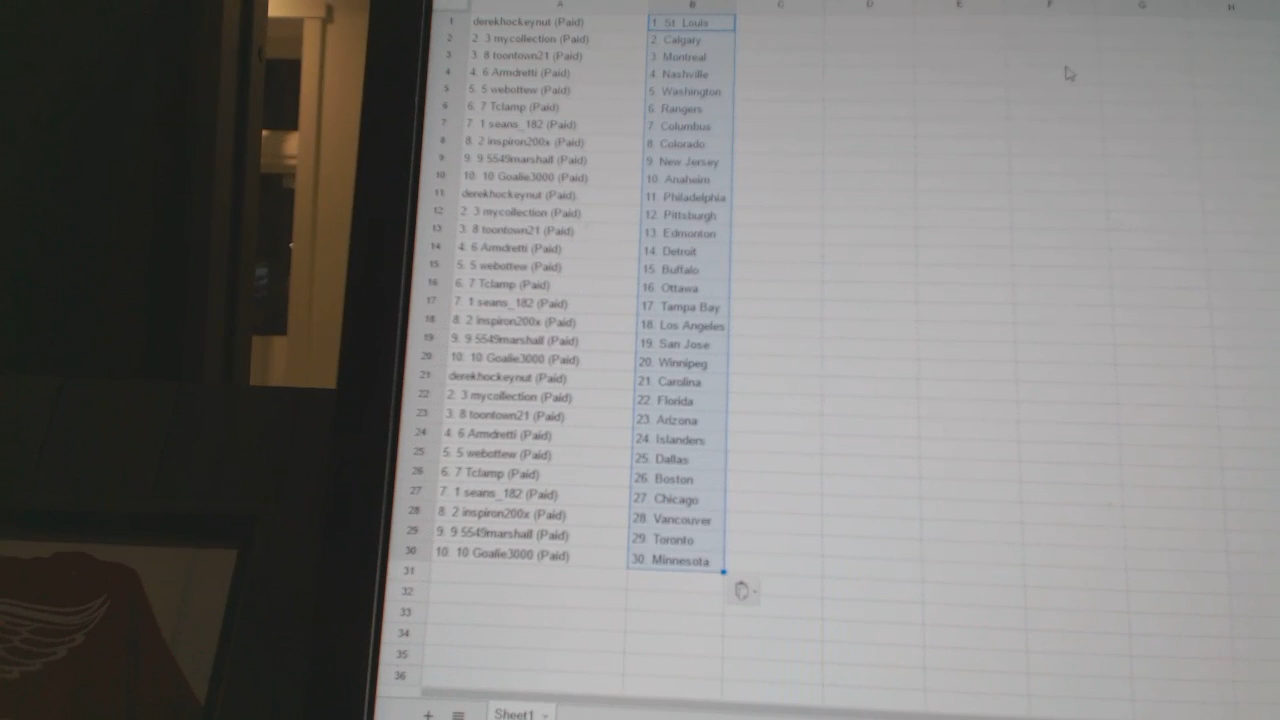 A B C D E F G H
1 derekhockeynut (Paid) 1. St. Louis
2 2. 3 mycollection (Paid) 2. Calgary
3 3. 8 toontown21 (Paid) 3. Montreal
4 4. 6 Armdretti (Paid) 4. Nashville
5 5. 5 webottew (Paid) 5. Washington
6 6. 7 Tclamp (Paid) 6. Rangers
7 7. 1 seans_182 (Paid) 7. Columbus
8 8. 2 inspiron200x (Paid) 8. Colorado
9 9. 9 5549marshall (Paid) 9. New Jersey
10 10. 10 Goalie3000 (Paid) 10. Anaheim
11 derekhockeynut (Paid) 11. Philadelphia
12 2. 3 mycollection (Paid) 12. Pittsburgh
13 3. 8 toontown21 (Paid) 13. Edmonton
14 4. 6 Armdretti (Paid) 14. Detroit
15 5. 5 webottew (Paid) 15. Buffalo
16 6. 7 Tclamp (Paid) 16. Ottawa
17 7. 1 seans_182 (Paid) 17. Tampa Bay
18 8. 2 inspiron200x (Paid) 18. Los Angeles
19 9. 9 5549marshall (Paid) 19. San Jose
20 10. 10 Goalie3000 (Paid) 20. Winnipeg
21 derekhockeynut (Paid) 21. Carolina
22 2. 3 mycollection (Paid) 22. Florida
23 3. 8 toontown21 (Paid) 23. Arizona
24 4. 6 Armdretti (Paid) 24. Islanders
25 5. 5 webottew (Paid) 25. Dallas
26 6. 7 Tclamp (Paid) 26. Boston
27 7. 1 seans_182 (Paid) 27. Chicago
28 8. 2 inspiron200x (Paid) 28. Vancouver
29 9. 9 5549marshall (Paid) 29. Toronto
30 10. 10 Goalie3000 (Paid) 30. Minnesota
31
32
33
34
35
36
Sheet1